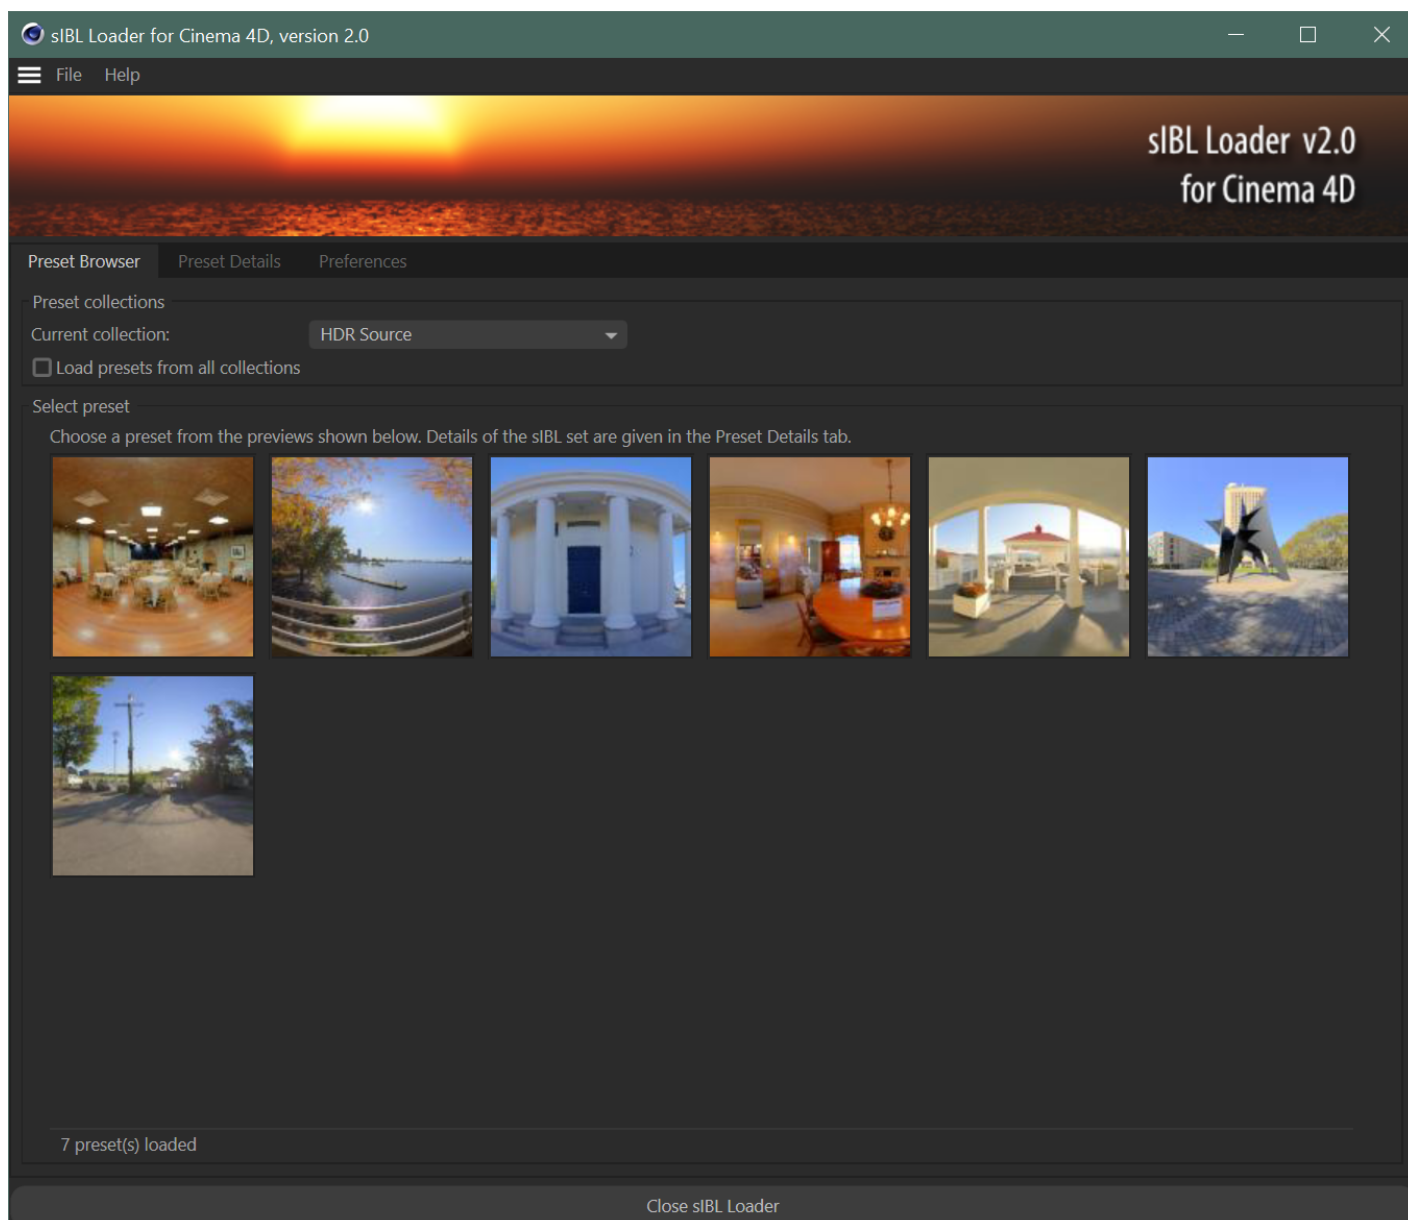 sIBL Loader for Cinema 4D, version 2.0
File Help
sIBL Loader v2.0
for Cinema 4D
Preset Browser Preset Details Preferences
Preset collections
Current collection: HDR Source
Load presets from all collections
Select preset
Choose a preset from the previews shown below. Details of the sIBL set are given in the Preset Details tab.
7 preset(s) loaded
Close sIBL Loader